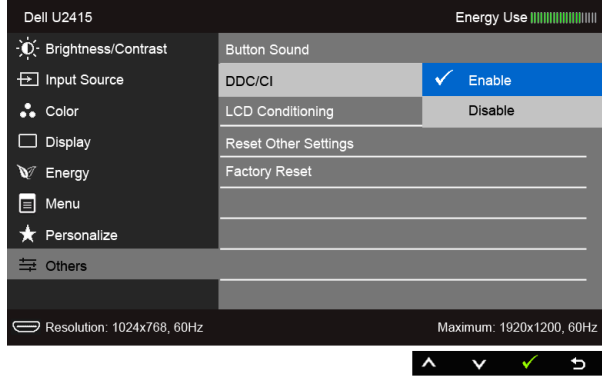 Dell U2415 Energy Use
Brightness/Contrast Button Sound
Input Source DDC/CI Enable
Color LCD Conditioning Disable
Display Reset Other Settings
Energy Factory Reset
Menu
Personalize
Others
Resolution: 1024x768, 60Hz Maximum: 1920x1200, 60Hz